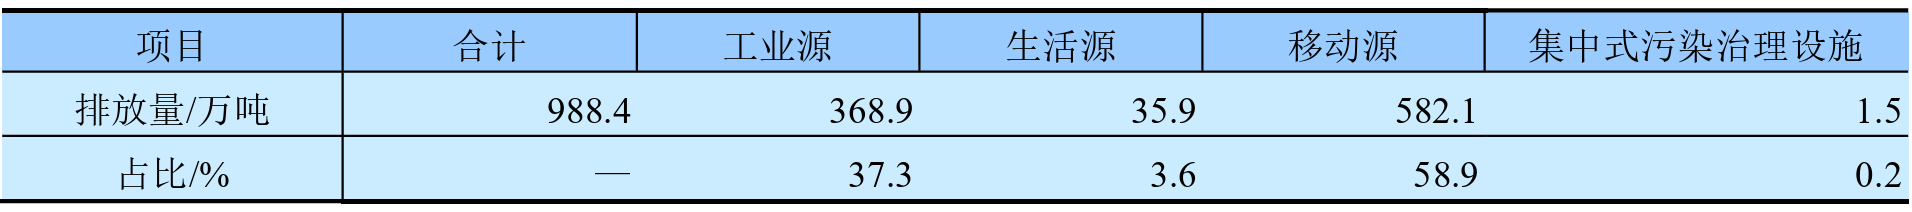 项目 合计 工业源 生活源 移动源 集中式污染治理设施
排放量/万吨 988.4 368.9 35.9 582.1 1.5
占比/% — 37.3 3.6 58.9 0.2